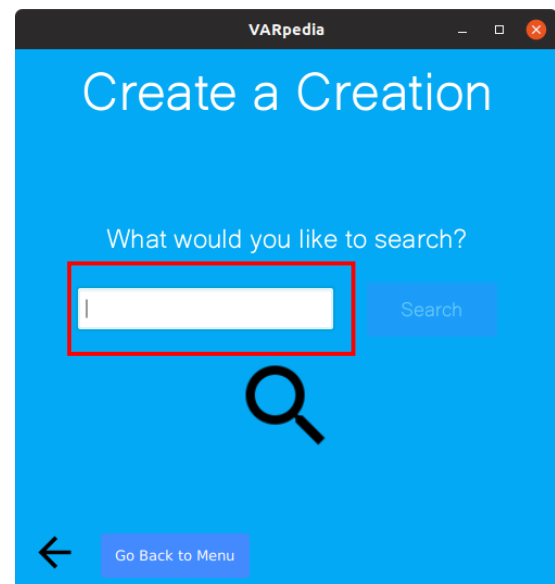 VARpedia
Create a Creation
What would you like to search?
Search
Go Back to Menu